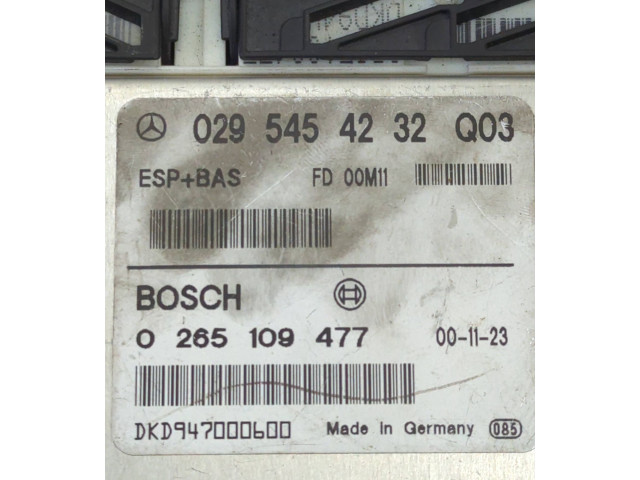 029 545 42 32 Q03
ESP+BAS FD 00M11
BOSCH
0 265 109 477 00-11-23
DKD947000600 Made in Germany 085